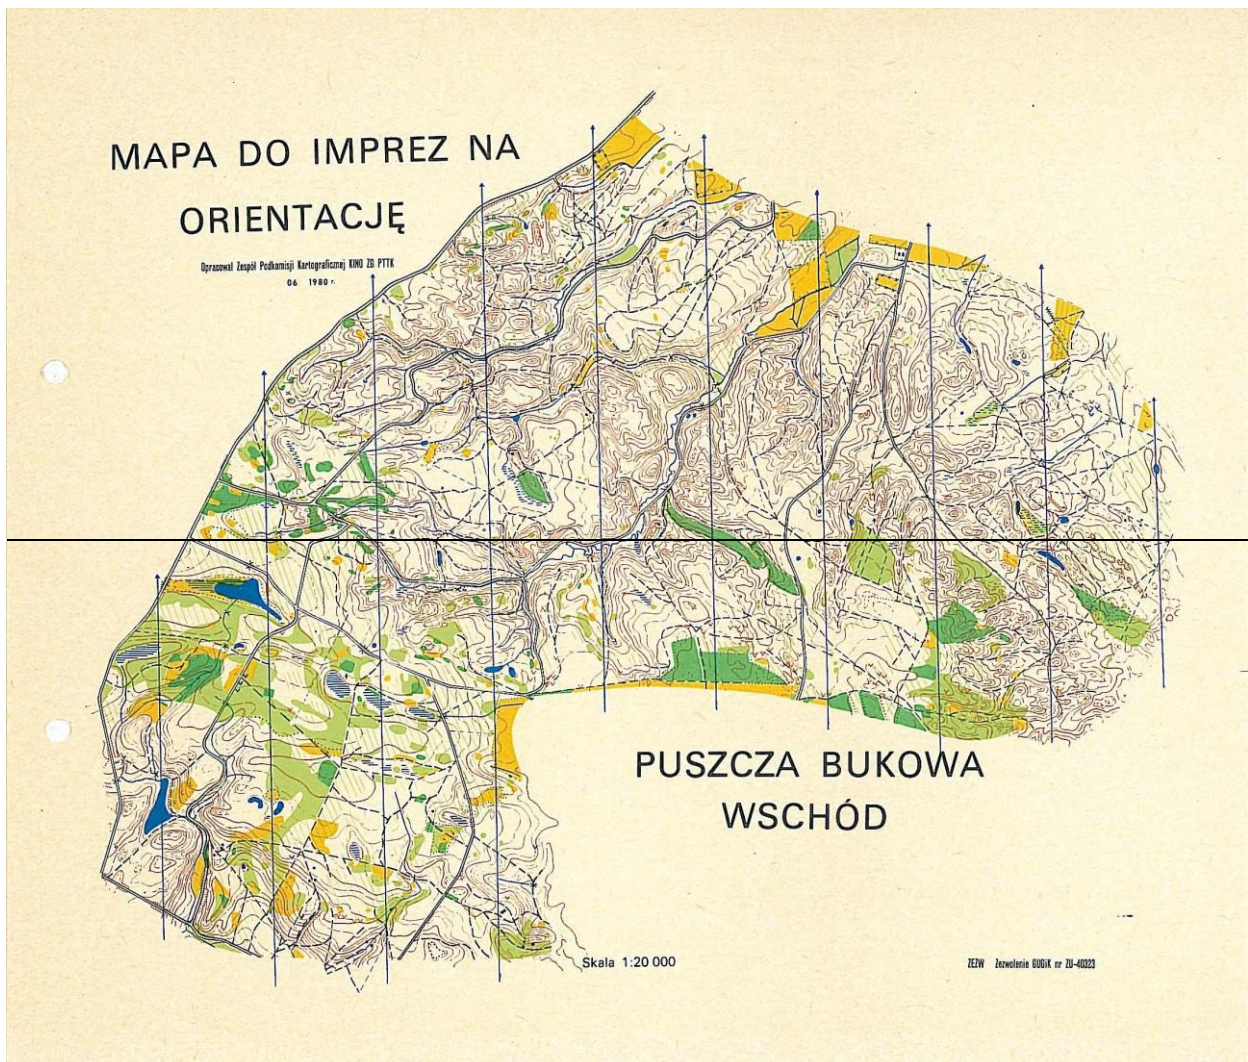 MAPA DO IMPREZ NA
ORIENTACJĘ
Opracował Zespół Podkomisji Kartograficznej KINO ZG PTTK
06 1980 r.
PUSZCZA BUKOWA
WSCHÓD
Skala 1:20 000
ZEZW Zezwolenie GUGiK nr ZU-46323